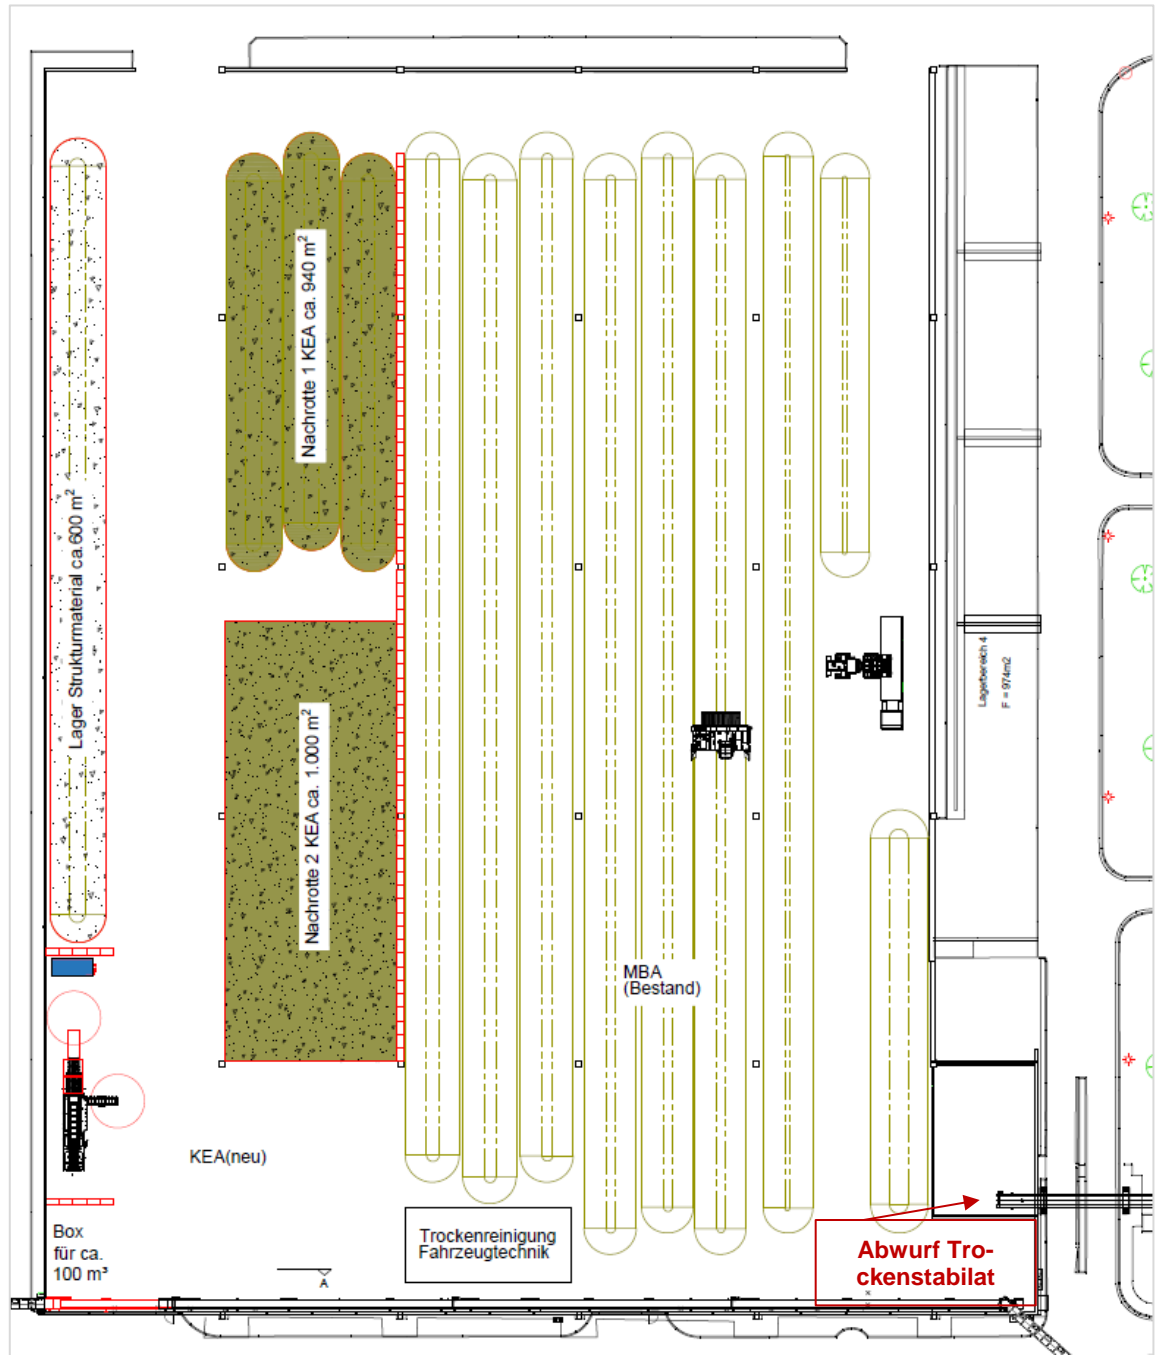 Nachrotte 1 KEA ca. 940 m²
Lager Strukturmaterial ca.600 m²
Nachrotte 2 KEA ca. 1.000 m²
Lagerbereich 4
F = 974m2
MBA
(Bestand)
KEA(neu)
Box
für ca.
100 m³
Trockenreinigung
Fahrzeugtechnik
Abwurf Tro-
ckenstabilat
A